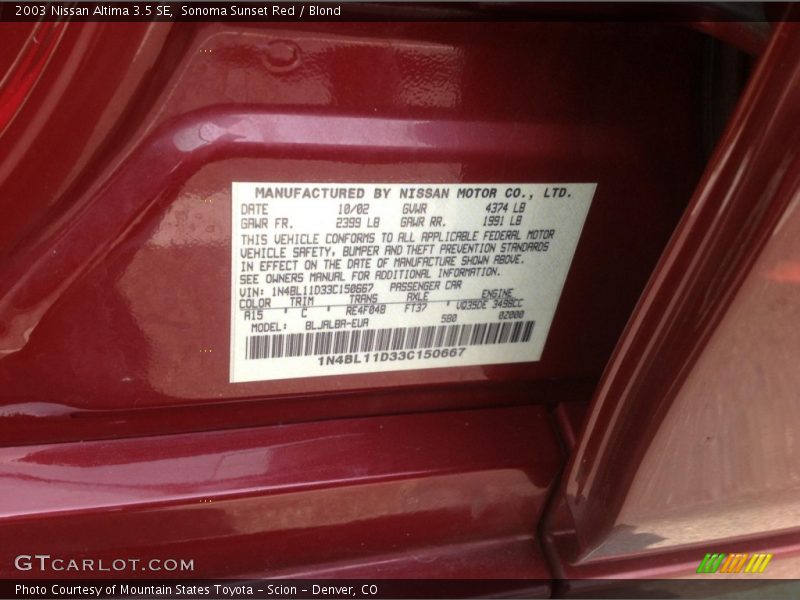 2003 Nissan Altima 3.5 SE, Sonoma Sunset Red / Blond
MANUFACTURED BY NISSAN MOTOR CO., LTD.
DATE 10/02 GVWR 4374 LB
GAWR FR. 2399 LB GAWR RR. 1991 LB
THIS VEHICLE CONFORMS TO ALL APPLICABLE FEDERAL MOTOR
VEHICLE SAFETY, BUMPER AND THEFT PREVENTION STANDARDS
IN EFFECT ON THE DATE OF MANUFACTURE SHOWN ABOVE.
SEE OWNERS MANUAL FOR ADDITIONAL INFORMATION.
VIN: 1N4BL11D33C150667 PASSENGER CAR
COLOR TRIM TRANS AXLE ENGINE
A15 C RE4F04B FT37 VQ35DE 3498CC
MODEL: BLJALBA-EUA 5B0 02000
1N4BL11D33C150667
GTCARLOT.COM
Photo Courtesy of Mountain States Toyota - Scion - Denver, CO